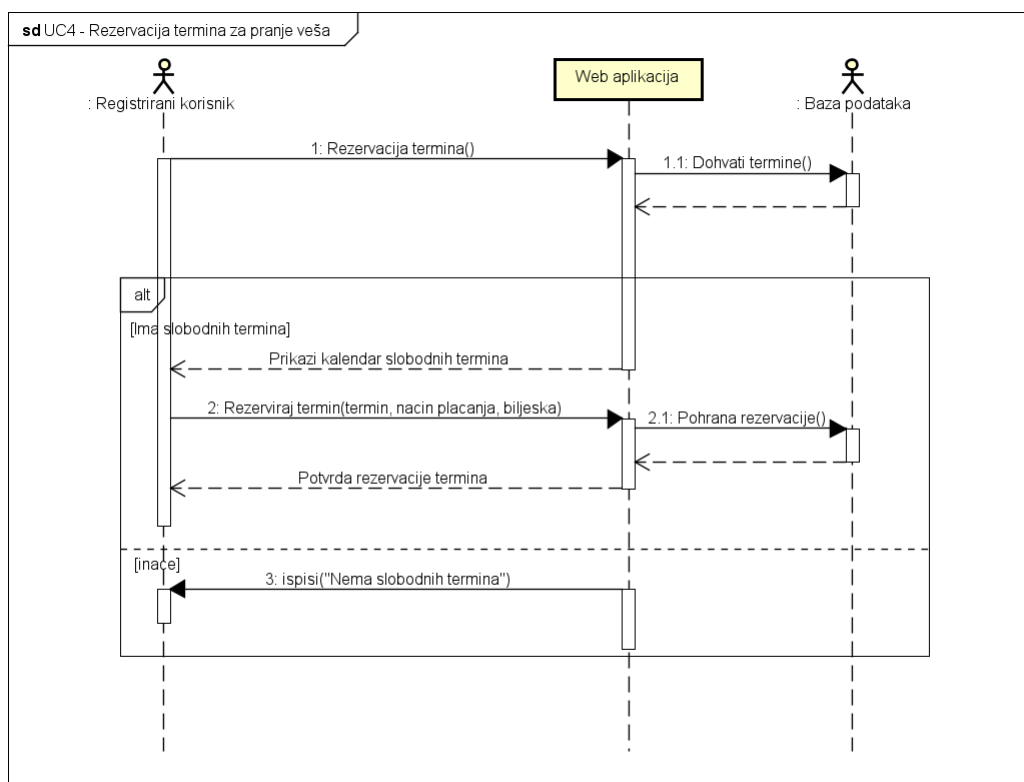 sd UC4 - Rezervacija termina za pranje veša
: Registrirani korisnik
Web aplikacija
: Baza podataka
1: Rezervacija termina()
1.1: Dohvati termine()
alt
[Ima slobodnih termina]
Prikazi kalendar slobodnih termina
2: Rezerviraj termin(termin, nacin placanja, biljeska)
2.1: Pohrana rezervacije()
Potvrda rezervacije termina
[inace]
3: ispisi("Nema slobodnih termina")